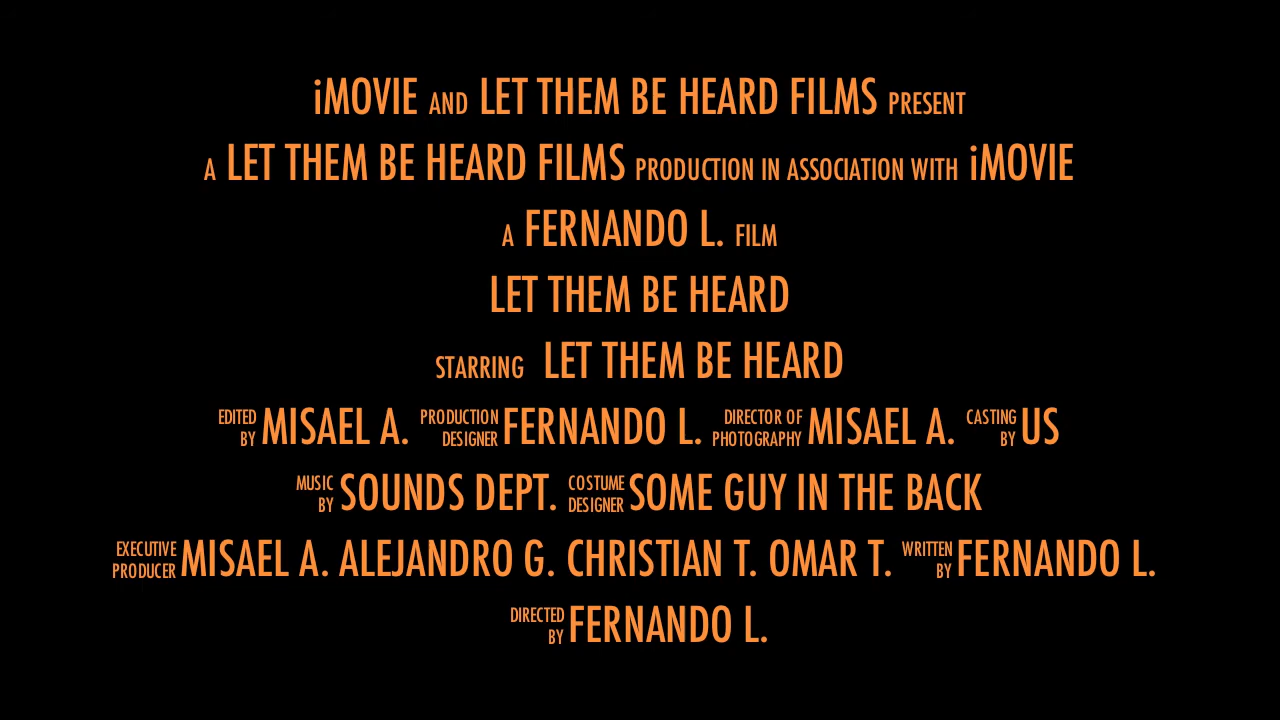 iMOVIE AND LET THEM BE HEARD FILMS PRESENT
A LET THEM BE HEARD FILMS PRODUCTION IN ASSOCIATION WITH iMOVIE
A FERNANDO L. FILM
LET THEM BE HEARD
STARRING LET THEM BE HEARD
EDITED BY MISAEL A. PRODUCTION DESIGNER FERNANDO L. DIRECTOR OF PHOTOGRAPHY MISAEL A. CASTING BY US
MUSIC BY SOUNDS DEPT. COSTUME DESIGNER SOME GUY IN THE BACK
EXECUTIVE PRODUCER MISAEL A. ALEJANDRO G. CHRISTIAN T. OMAR T. WRITTEN BY FERNANDO L.
DIRECTED BY FERNANDO L.